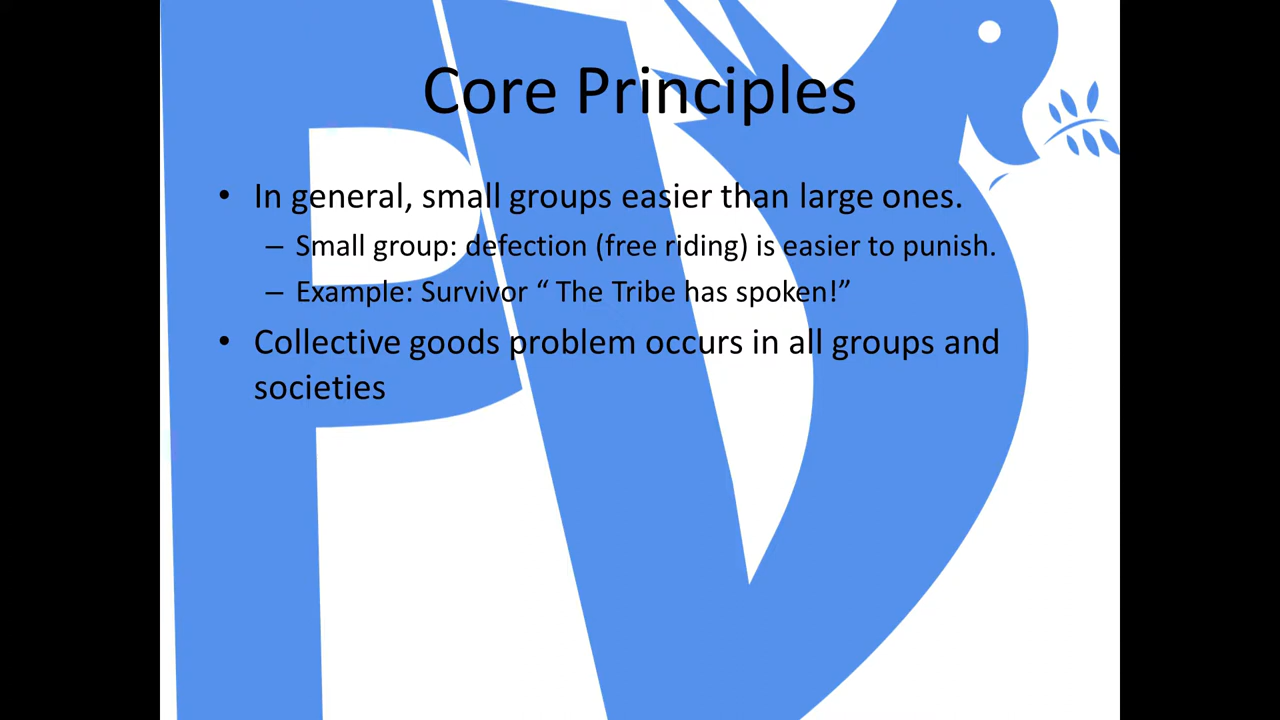 Core Principles
• In general, small groups easier than large ones.
– Small group: defection (free riding) is easier to punish.
– Example: Survivor “ The Tribe has spoken!”
• Collective goods problem occurs in all groups and
societies